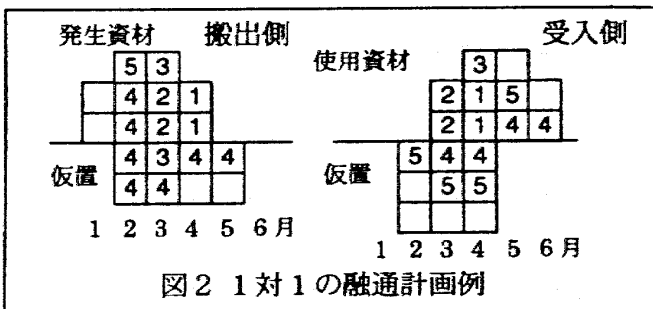 発生資材 搬出側
5 3
4 2 1
4 2 1
仮置 4 3 4 4
4 4
1 2 3 4 5 6月
受入側
使用資材 3
2 1 5
2 1 4 4
仮置 5 4 4
5 5
1 2 3 4 5 6月
図2 1対1の融通計画例